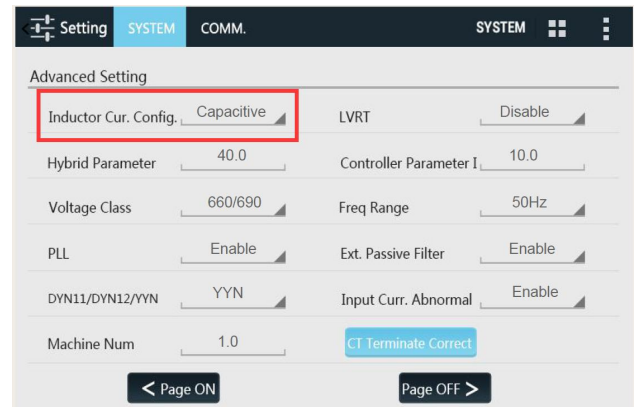 Setting SYSTEM COMM. SYSTEM
Advanced Setting
Inductor Cur. Config. Capacitive LVRT Disable
Hybrid Parameter 40.0 Controller Parameter I 10.0
Voltage Class 660/690 Freq Range 50Hz
PLL Enable Ext. Passive Filter Enable
DYN11/DYN12/YYN YYN Input Curr. Abnormal Enable
Machine Num 1.0 CT Terminate Correct
< Page ON Page OFF >